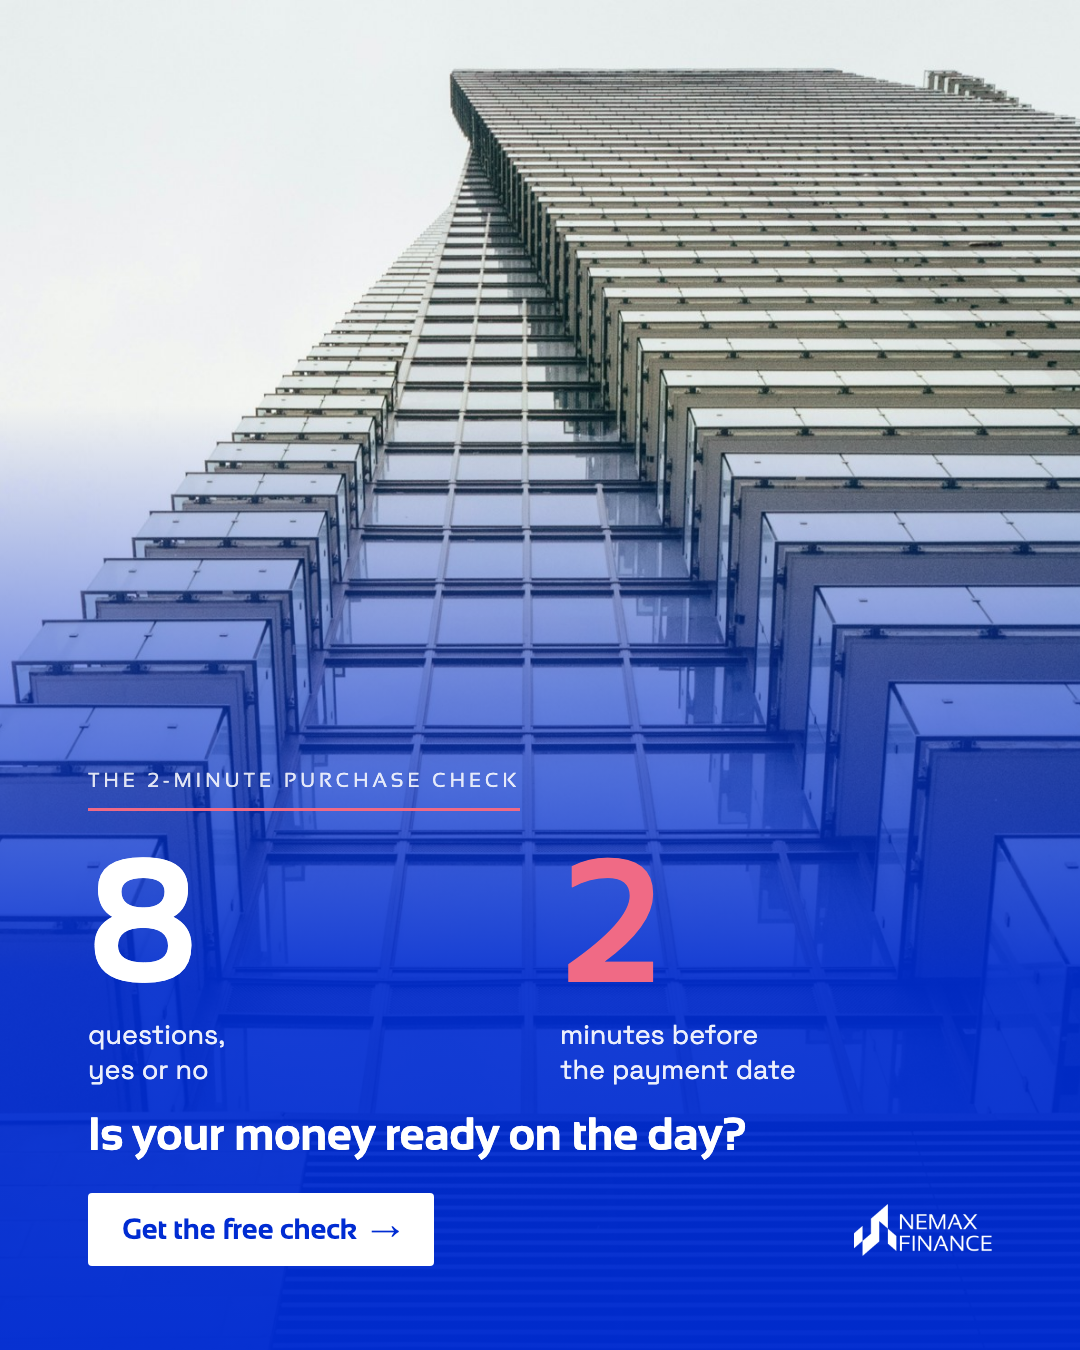 THE 2-MINUTE PURCHASE CHECK
8
questions,
yes or no
2
minutes before
the payment date
Is your money ready on the day?
Get the free check →
NEMAX
FINANCE